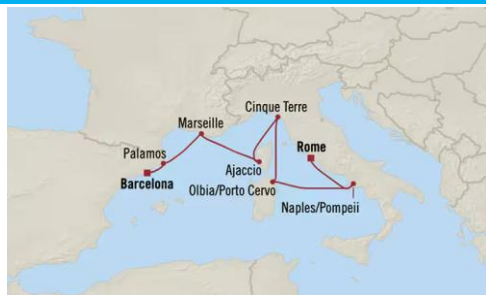 Cinque Terre
Marseille
Rome
Palamos
Ajaccio
Barcelona
Olbia/Porto Cervo
Naples/Pompeii